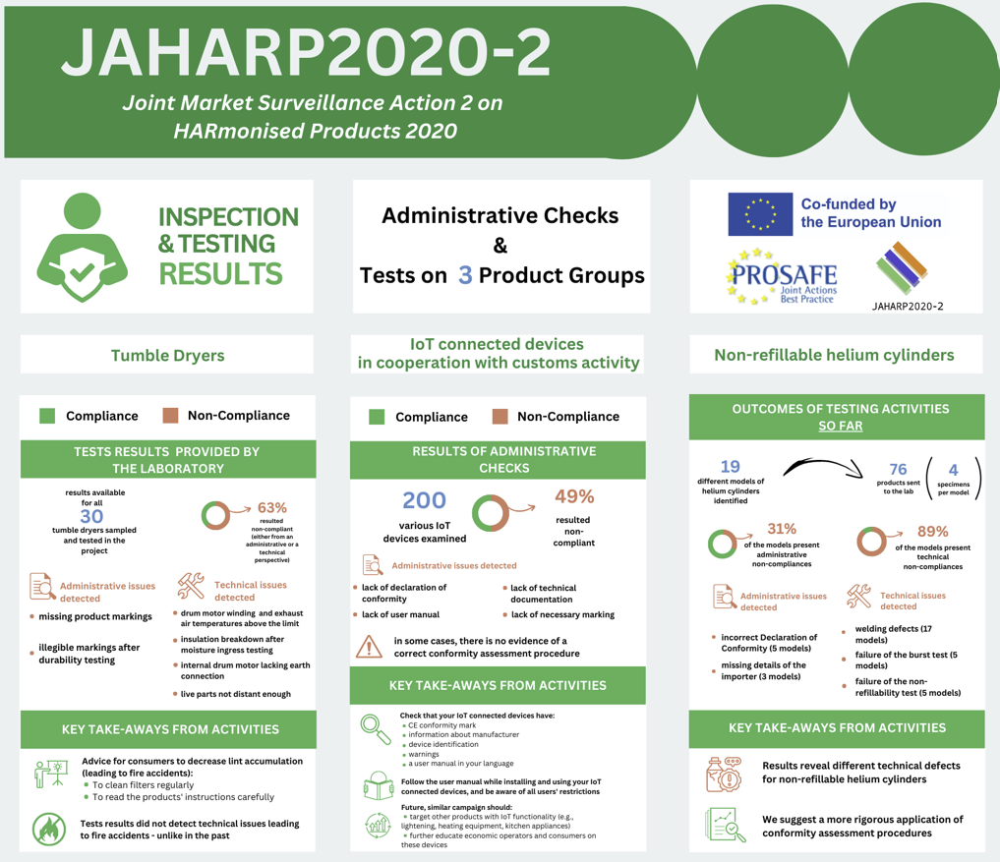 JAHARP2020-2
Joint Market Surveillance Action 2 on
HARmonised Products 2020
INSPECTION
& TESTING
RESULTS
Administrative Checks
&
Tests on 3 Product Groups
Co-funded by
the European Union
PROSAFE
Joint Actions
Best Practice
JAHARP2020-2
Tumble Dryers
Compliance
Non-Compliance
TESTS RESULTS PROVIDED BY
THE LABORATORY
results available
for all
30
tumble dryers sampled
and tested in the
project
63%
resulted
non-compliant
(either from an
administrative or a
technical
perspective)
Administrative issues
detected
missing product markings
illegible markings after
durability testing
Technical issues
detected
drum motor winding and exhaust
air temperatures above the limit
insulation breakdown after
moisture ingress testing
internal drum motor lacking earth
connection
live parts not distant enough
KEY TAKE-AWAYS FROM ACTIVITIES
Advice for consumers to decrease lint accumulation
(leading to fire accidents):
To clean filters regularly
To read the products' instructions carefully
Tests results did not detect technical issues leading
to fire accidents - unlike in the past
IoT connected devices
in cooperation with customs activity
Compliance
Non-Compliance
RESULTS OF ADMINISTRATIVE
CHECKS
200
various IoT
devices examined
49%
resulted
non-
compliant
Administrative issues detected
lack of declaration of
conformity
lack of user manual
lack of technical
documentation
lack of necessary marking
in some cases, there is no evidence of a
correct conformity assessment procedure
KEY TAKE-AWAYS FROM ACTIVITIES
Check that your IoT connected devices have:
CE conformity mark
information about manufacturer
device identification
warnings
a user manual in your language
Follow the user manual while installing and using your IoT
connected devices, and be aware of all users' restrictions
Future, similar campaign should:
target other products with IoT functionality (e.g.,
lightening, heating equipment, kitchen appliances)
further educate economic operators and consumers on
these devices
Non-refillable helium cylinders
OUTCOMES OF TESTING ACTIVITIES
SO FAR
19
different models of
helium cylinders
identified
76
products sent
to the lab
4
specimens
per model
31%
of the models present
administrative
non-compliances
89%
of the models present
technical
non-compliances
Administrative issues
detected
incorrect Declaration of
Conformity (5 models)
missing details of the
importer (3 models)
Technical issues
detected
welding defects (17
models)
failure of the burst test (5
models)
failure of the non-
refillability test (5 models)
KEY TAKE-AWAYS FROM ACTIVITIES
Results reveal different technical defects
for non-refillable helium cylinders
We suggest a more rigorous application of
conformity assessment procedures